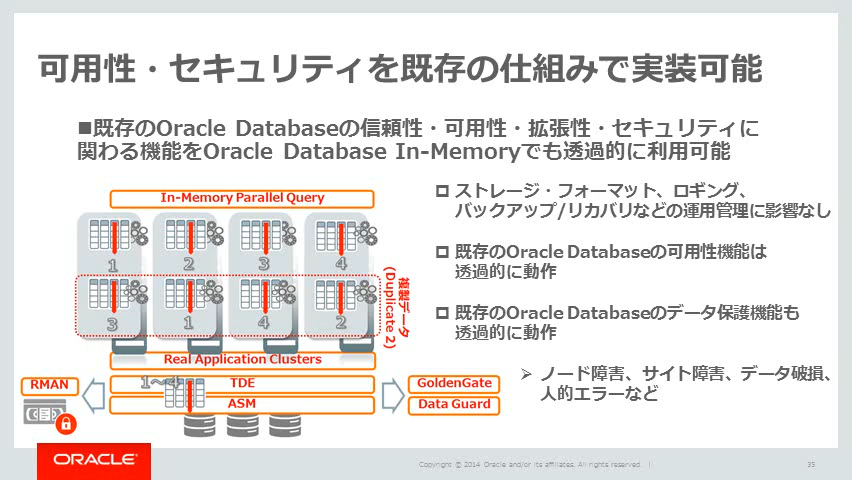 可用性・セキュリティを既存の仕組みで実装可能
■既存のOracle Databaseの信頼性・可用性・拡張性・セキュリティに
関わる機能をOracle Database In-Memoryでも透過的に利用可能
In-Memory Parallel Query
1
2
3
4
3
1
4
2
複製データ
(Duplicate 2)
Real Application Clusters
1～4
TDE
ASM
RMAN
GoldenGate
Data Guard
ストレージ・フォーマット、ロギング、
バックアップ/リカバリなどの運用管理に影響なし
既存のOracle Databaseの可用性機能は
透過的に動作
既存のOracle Databaseのデータ保護機能も
透過的に動作
ノード障害、サイト障害、データ破損、
人的エラーなど
ORACLE
Copyright © 2014 Oracle and/or its affiliates. All rights reserved. |
35